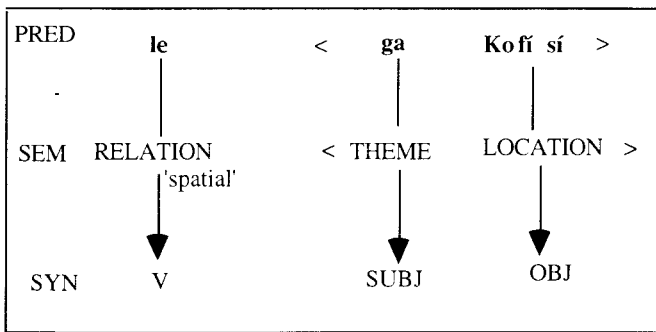 PRED le < ga Kofí sí >
SEM RELATION < THEME LOCATION >
'spatial'
SYN V SUBJ OBJ